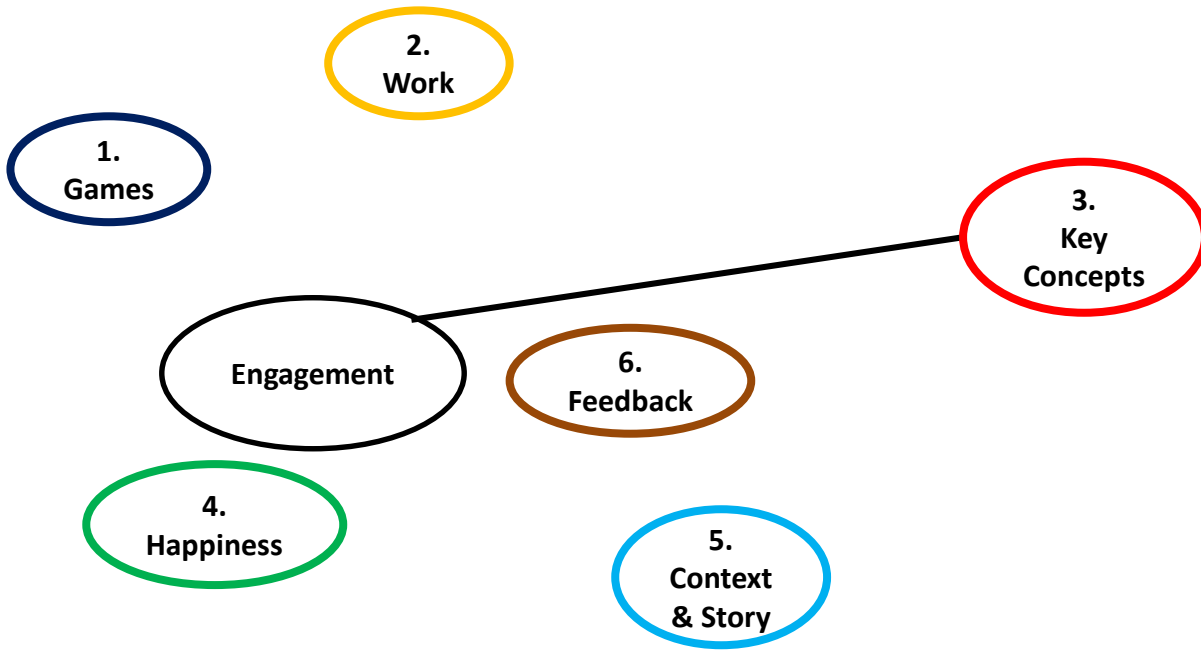 1.
Games
2.
Work
3.
Key
Concepts
Engagement
4.
Happiness
5.
Context
& Story
6.
Feedback